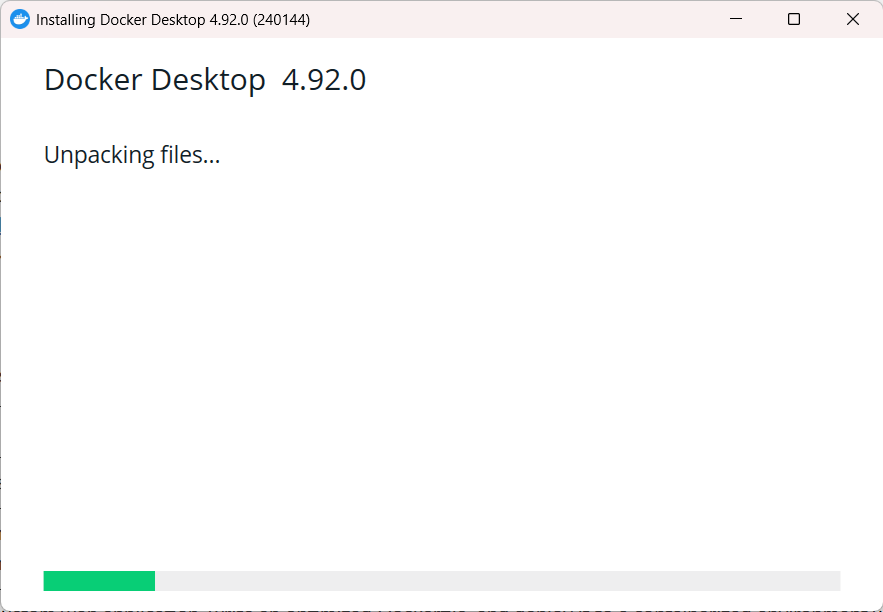 Installing Docker Desktop 4.92.0 (240144)
Docker Desktop 4.92.0
Unpacking files...